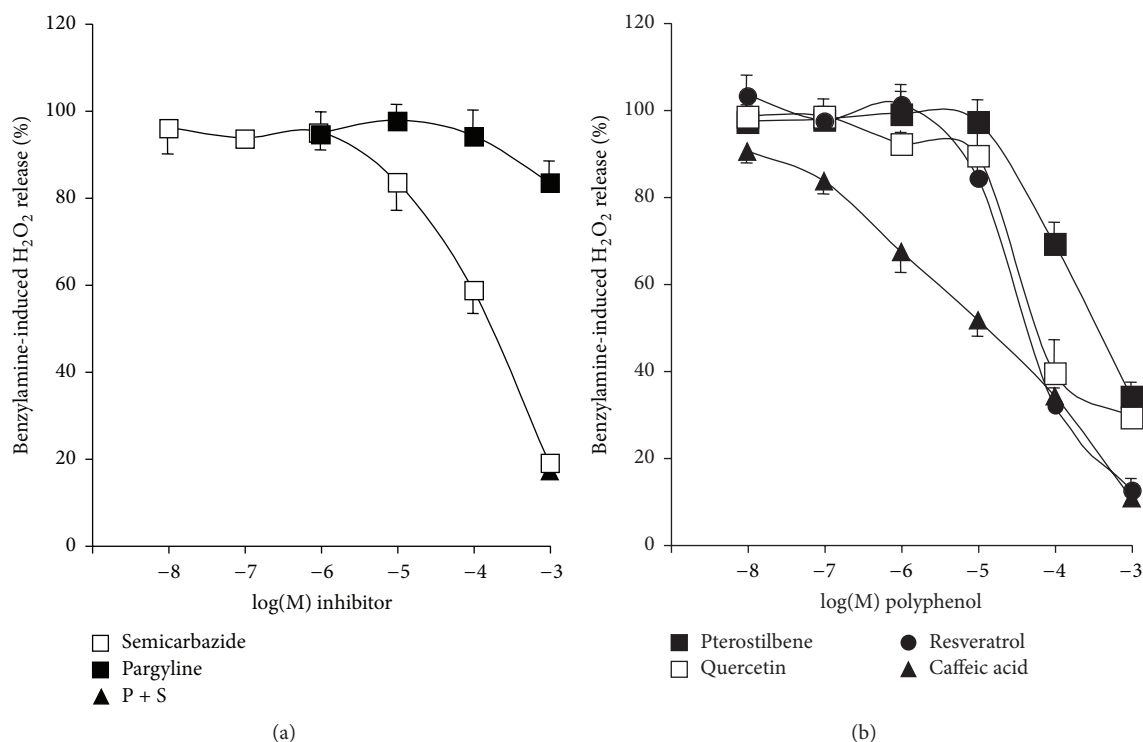 120
100
80
60
40
20
0
Benzylamine-induced H₂O₂ release (%)
−8 −7 −6 −5 −4 −3
log(M) inhibitor
Semicarbazide
Pargyline
P + S
(a)
120
100
80
60
40
20
0
Benzylamine-induced H₂O₂ release (%)
−8 −7 −6 −5 −4 −3
log(M) polyphenol
Pterostilbene Resveratrol
Quercetin Caffeic acid
(b)